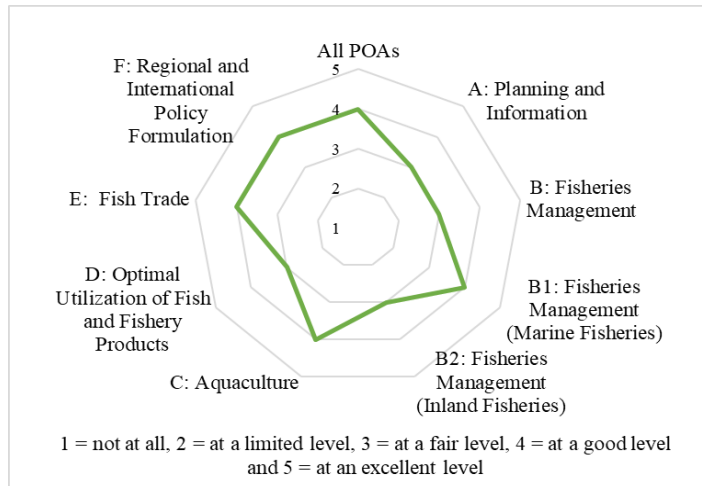 All POAs
5
4
3
2
1
A: Planning and
Information
B: Fisheries
Management
B1: Fisheries
Management
(Marine Fisheries)
B2: Fisheries
Management
(Inland Fisheries)
C: Aquaculture
D: Optimal
Utilization of Fish
and Fishery
Products
E:  Fish Trade
F: Regional and
International
Policy
Formulation
1 = not at all, 2 = at a limited level, 3 = at a fair level, 4 = at a good level
and 5 = at an excellent level